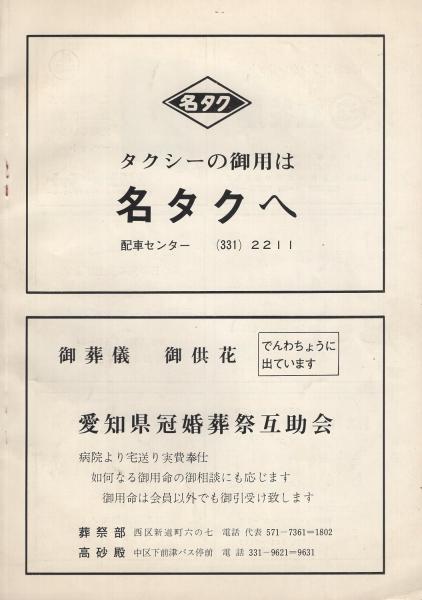 名タク
タクシーの御用は
名タクへ
配車センター (331) 2211
御葬儀 御供花
でんわちょうに
出ています
愛知県冠婚葬祭互助会
病院より宅送り実費奉仕
如何なる御用命の御相談にも応じます
御用命は会員以外でも御引受け致します
葬祭部 西区新道町六の七 電話 代表 571-7361=1802
高砂殿 中区下前津バス停前 電話 331-9621=9631